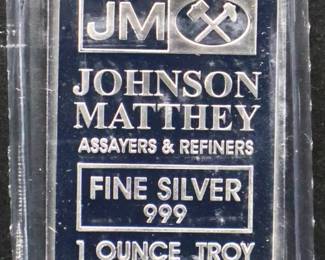 JM
JOHNSON
MATTHEY
ASSAYERS & REFINERS
FINE SILVER
999
1 OUNCE TROY